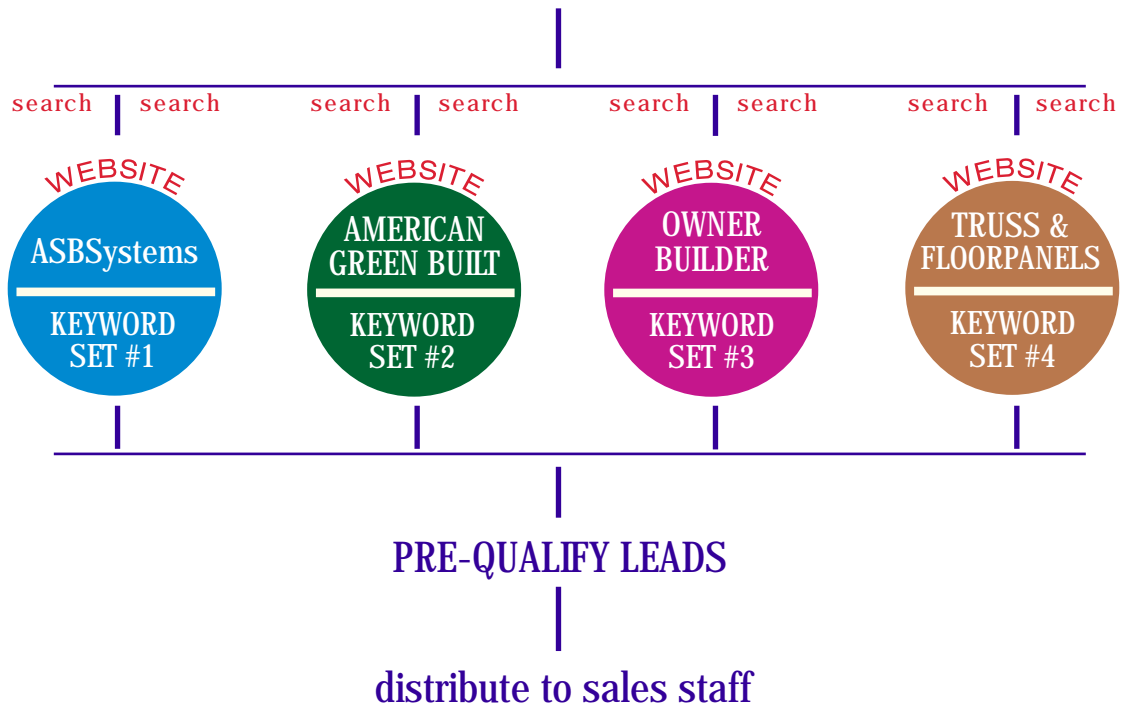 search search search search search search search search
WEBSITE WEBSITE WEBSITE WEBSITE
ASBSystems
KEYWORD
SET #1
AMERICAN
GREEN BUILT
KEYWORD
SET #2
OWNER
BUILDER
KEYWORD
SET #3
TRUSS &
FLOORPANELS
KEYWORD
SET #4
PRE-QUALIFY LEADS
distribute to sales staff